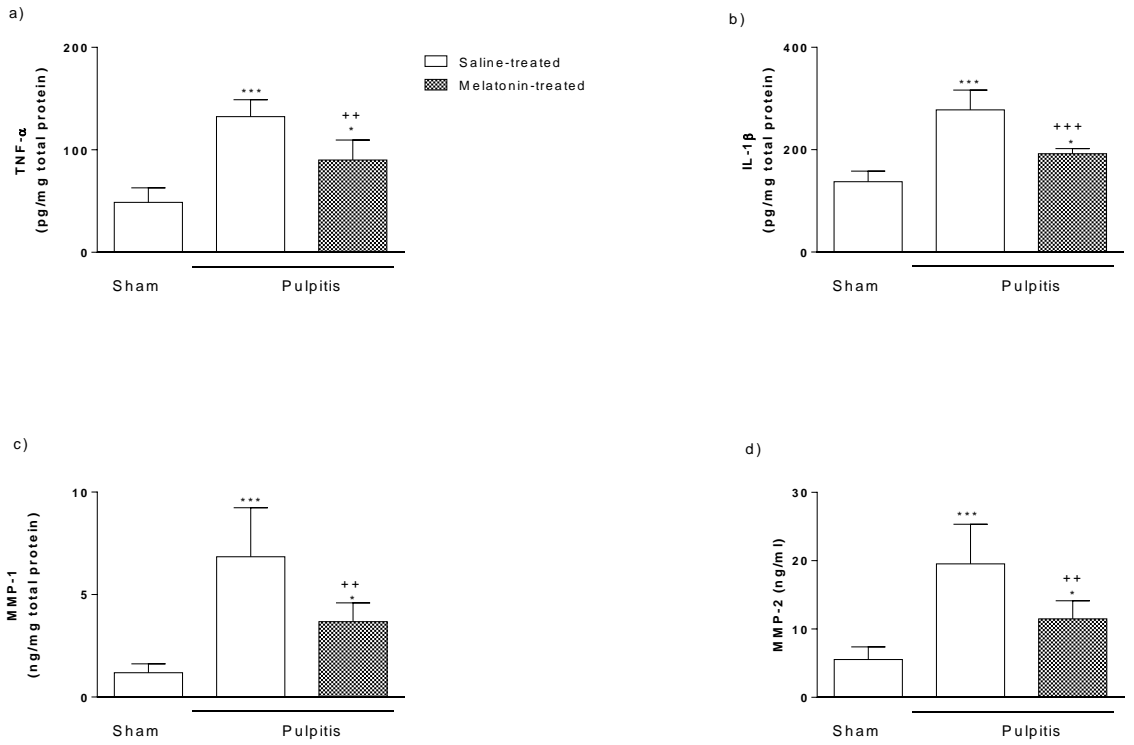 a)
TNF-α
(pg/mg total protein)
200
100
0
***
++
*
Sham
Pulpitis
Saline-treated
Melatonin-treated
b)
IL-1β
(pg/mg total protein)
400
200
0
***
+++
*
Sham
Pulpitis
c)
MMP-1
(ng/mg total protein)
10
5
0
***
++
*
Sham
Pulpitis
d)
MMP-2 (ng/ml)
30
20
10
0
***
++
*
Sham
Pulpitis